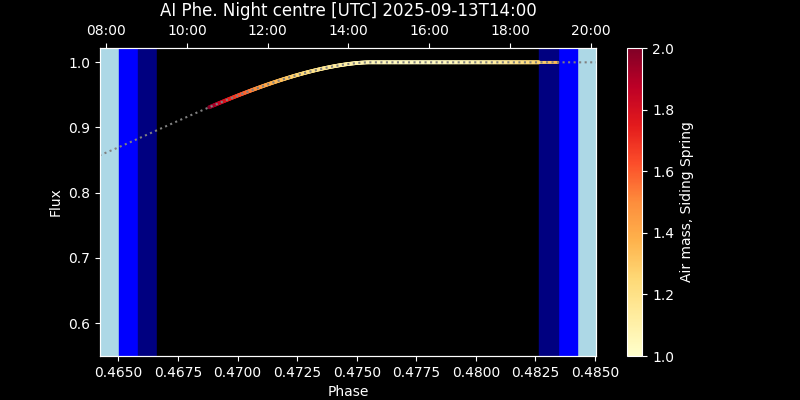 AI Phe. Night centre [UTC] 2025-09-13T14:00
08:00 10:00 12:00 14:00 16:00 18:00 20:00
1.0
0.9
0.8
0.7
0.6
Flux
0.4650 0.4675 0.4700 0.4725 0.4750 0.4775 0.4800 0.4825 0.4850
Phase
2.0
1.8
1.6
1.4
1.2
1.0
Air mass, Siding Spring